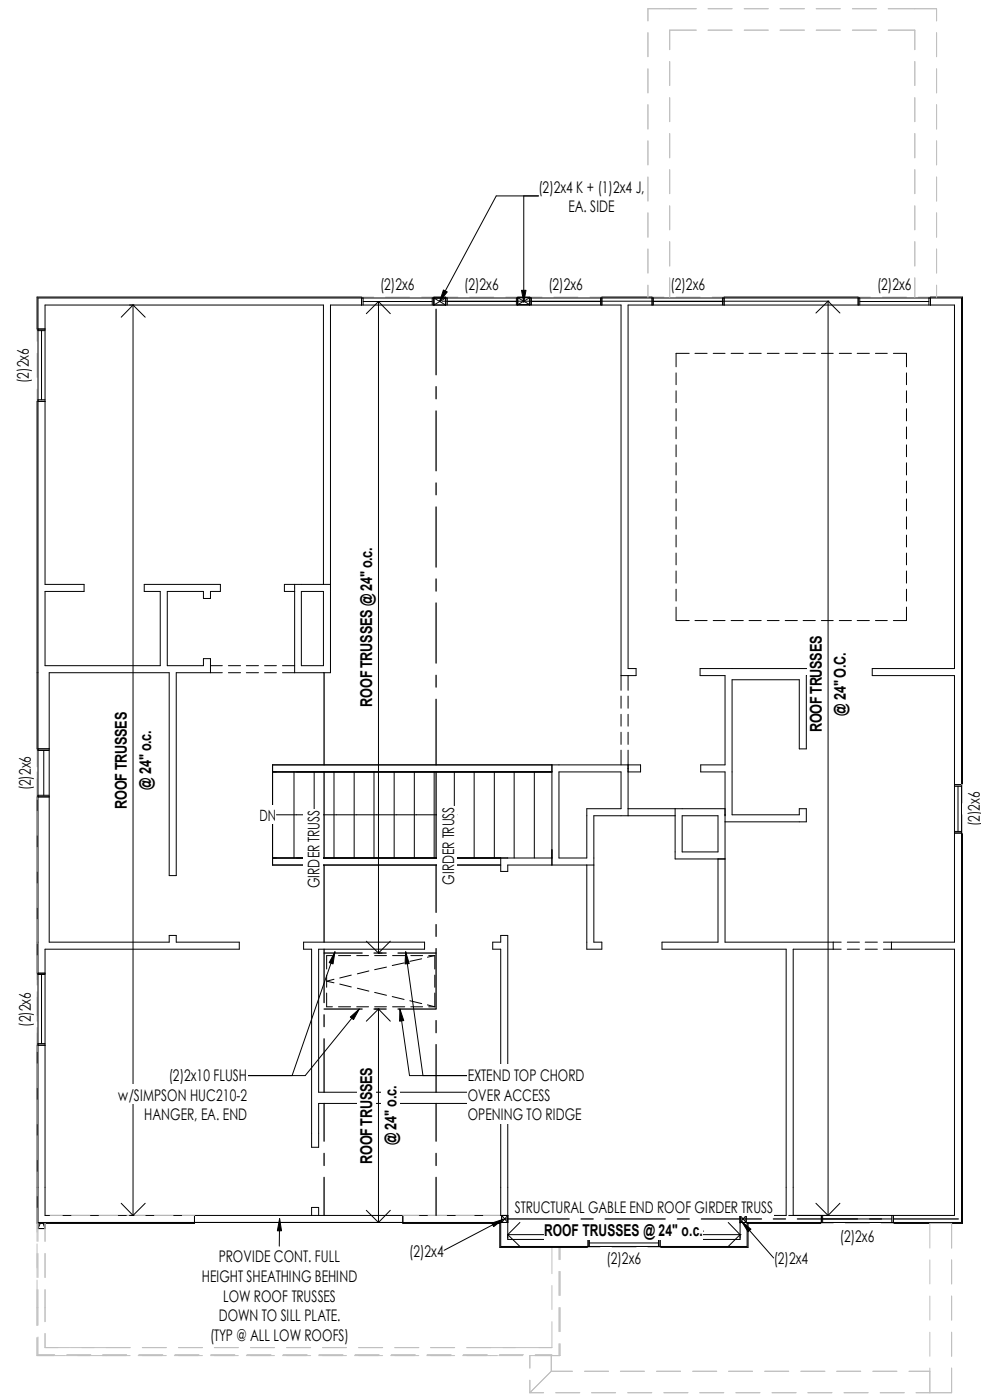 (2)2x4 K + (1)2x4 J,
EA. SIDE
(2)2x6
(2)2x6
(2)2x6
(2)2x6
(2)2x6
(2)2x6
ROOF TRUSSES @ 24" o.c.
ROOF TRUSSES
@ 24" O.C.
ROOF TRUSSES
@ 24" o.c.
(2)2x6
(2)2x6
DN
GIRDER TRUSS
GIRDER TRUSS
(2)2x6
(2)2x10 FLUSH
w/SIMPSON HUC210-2
HANGER, EA. END
ROOF TRUSSES
@ 24" o.c.
EXTEND TOP CHORD
OVER ACCESS
OPENING TO RIDGE
STRUCTURAL GABLE END ROOF GIRDER TRUSS
ROOF TRUSSES @ 24" o.c.
(2)2x4
(2)2x6
(2)2x4
(2)2x6
PROVIDE CONT. FULL
HEIGHT SHEATHING BEHIND
LOW ROOF TRUSSES
DOWN TO SILL PLATE.
(TYP @ ALL LOW ROOFS)